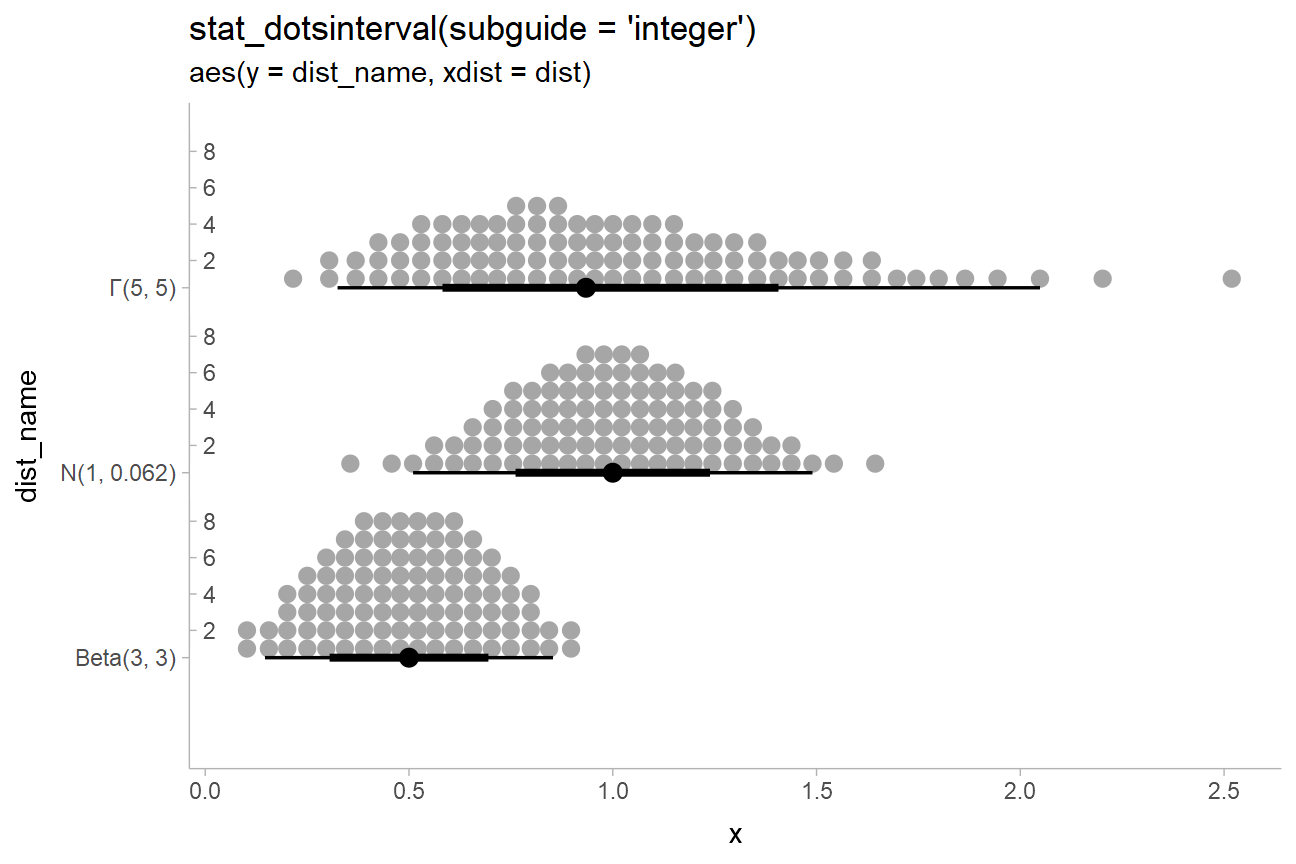 stat_dotsinterval(subguide = 'integer')
aes(y = dist_name, xdist = dist)
dist_name
8
6
4
2
Γ(5, 5)
8
6
4
2
N(1, 0.062)
8
6
4
2
Beta(3, 3)
0.0 0.5 1.0 1.5 2.0 2.5
x